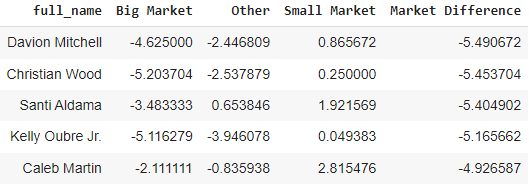 full_name Big Market Other Small Market Market Difference
Davion Mitchell -4.625000 -2.446809 0.865672 -5.490672
Christian Wood -5.203704 -2.537879 0.250000 -5.453704
Santi Aldama -3.483333 0.653846 1.921569 -5.404902
Kelly Oubre Jr. -5.116279 -3.946078 0.049383 -5.165662
Caleb Martin -2.111111 -0.835938 2.815476 -4.926587